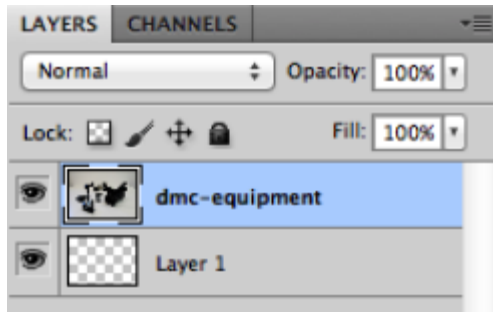 LAYERS CHANNELS
Normal Opacity: 100%
Lock: Fill: 100%
dmc-equipment
Layer 1